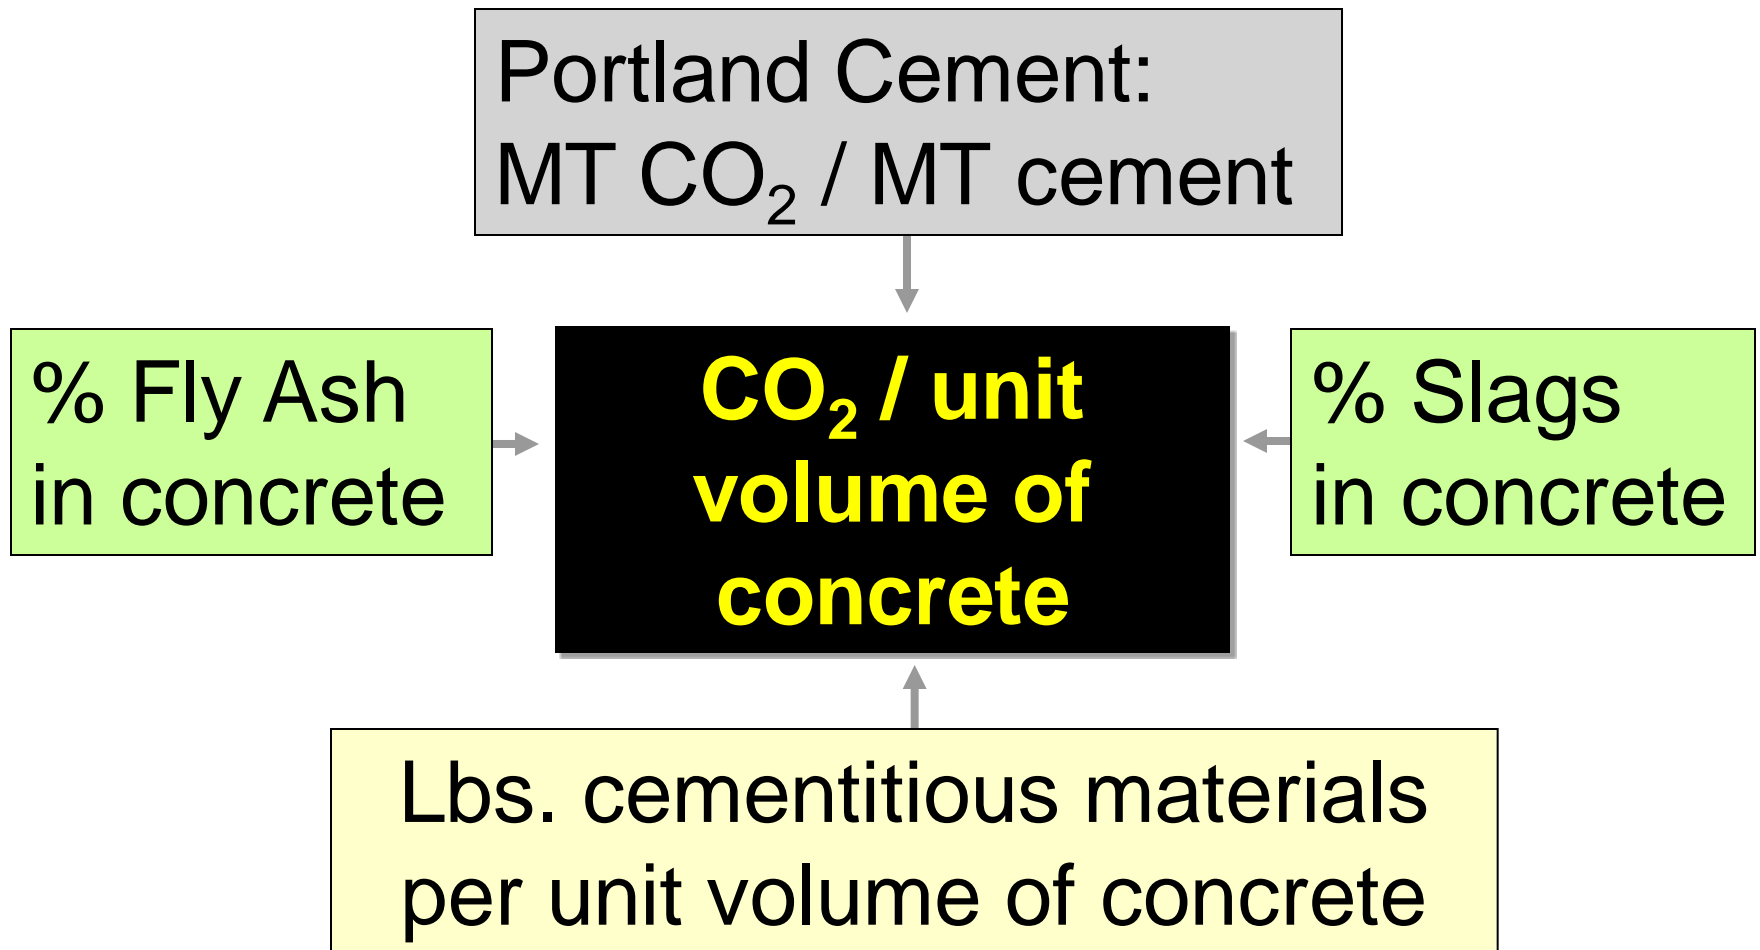 Portland Cement:
MT CO₂ / MT cement
% Fly Ash
in concrete
CO₂ / unit
volume of
concrete
% Slags
in concrete
Lbs. cementitious materials
per unit volume of concrete